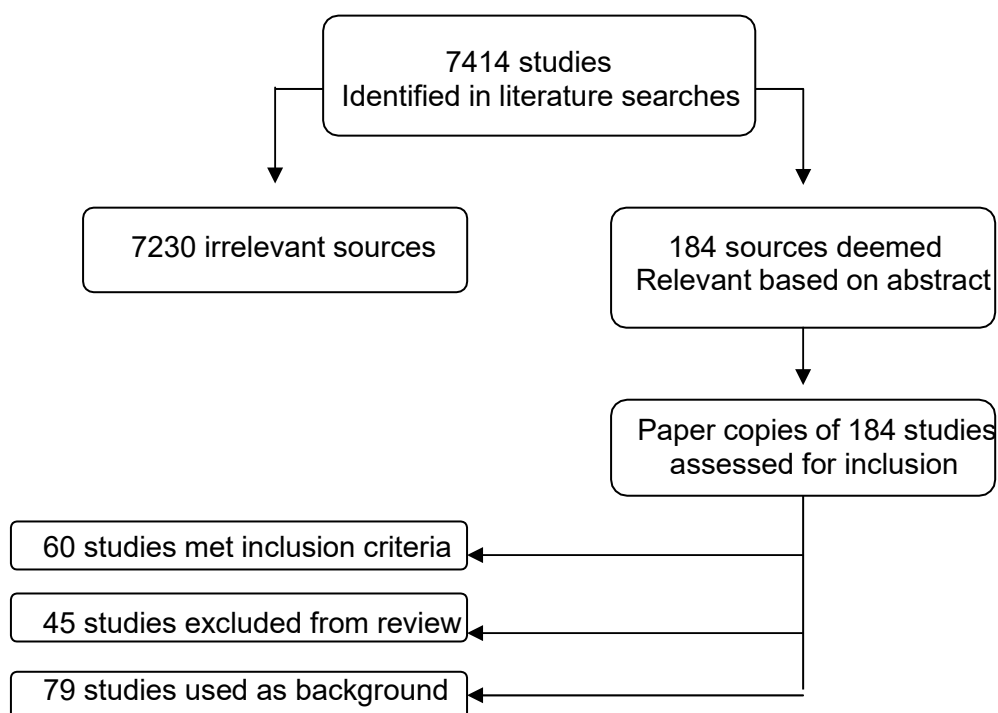 7414 studies
Identified in literature searches
7230 irrelevant sources
184 sources deemed
Relevant based on abstract
Paper copies of 184 studies
assessed for inclusion
60 studies met inclusion criteria
45 studies excluded from review
79 studies used as background